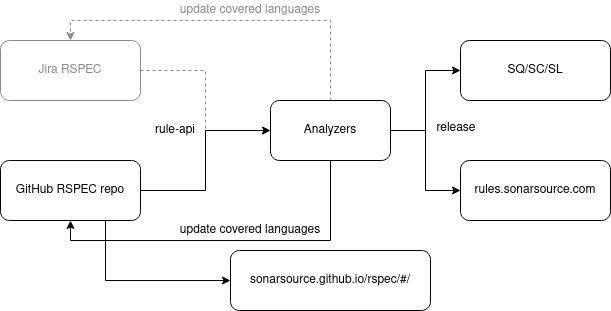 update covered languages
Jira RSPEC
SQ/SC/SL
rule-api
Analyzers
release
GitHub RSPEC repo
rules.sonarsource.com
update covered languages
sonarsource.github.io/rspec/#/